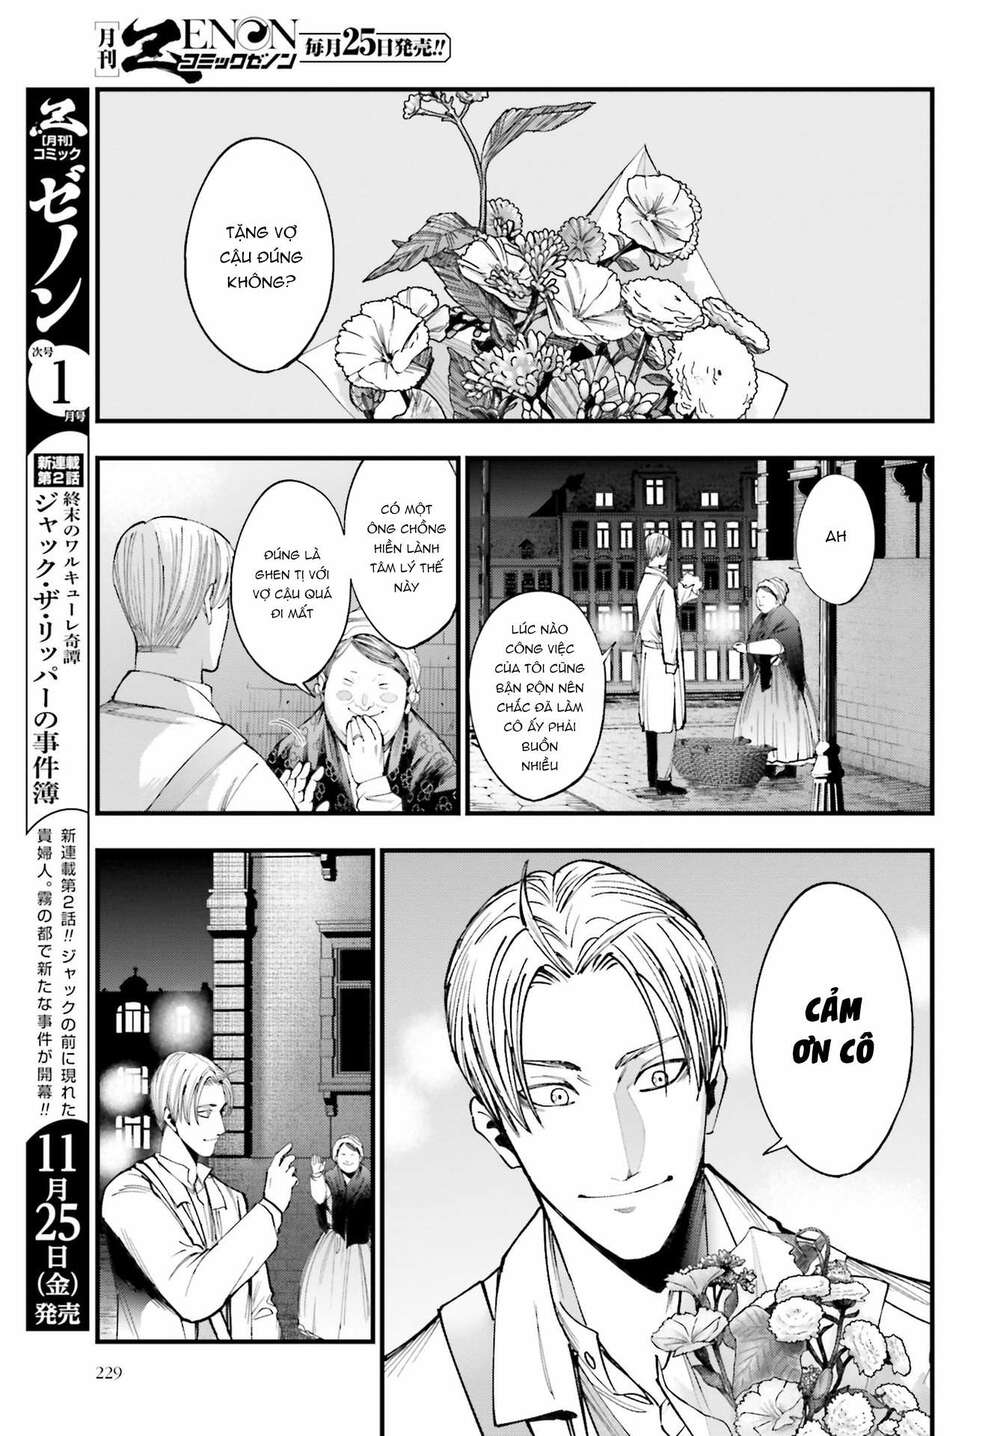 月刊
ZENON
コミックゼノン
毎月25日発売!!
[月刊]
コミック
ゼノン
次号
1
月号
新連載
第2話
終末のワルキューレ奇譚
ジャック・ザ・リッパーの事件簿
新連載第2話!! ジャックの前に現れた
貴婦人。霧の都で新たな事件が開幕!!
11
月
25
日
(金)
発売
TẶNG VỢ
CẬU ĐÚNG
KHÔNG?
AH
LÚC NÀO
CÔNG VIỆC
CỦA TÔI CŨNG
BẬN RỘN NÊN
CHẮC ĐÃ LÀM
CÔ ẤY PHẢI
BUỒN
NHIỀU
CÓ MỘT
ÔNG CHỒNG
HIỀN LÀNH
TÂM LÝ THẾ
NÀY
ĐÚNG LÀ
GHEN TỊ VỚI
VỢ CẬU QUÁ
ĐI MẤT
CẢM
ƠN CÔ
229